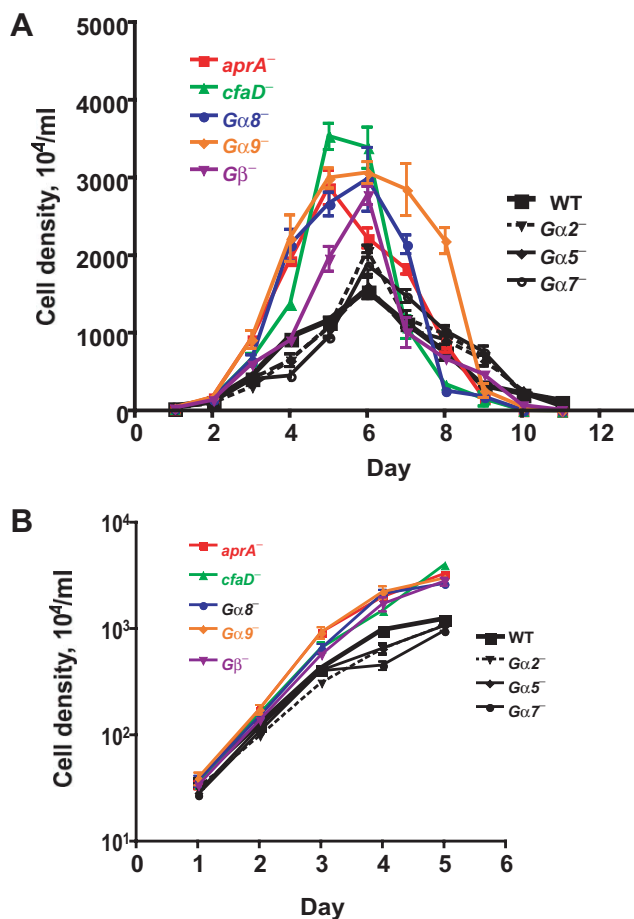 A
5000
4000
3000
2000
1000
0
Cell density, 10⁴/ml
aprA⁻
cfaD⁻
Gα8⁻
Gα9⁻
Gβ⁻
WT
Gα2⁻
Gα5⁻
Gα7⁻
0 2 4 6 8 10 12
Day
B
10⁴
10³
10²
10¹
Cell density, 10⁴/ml
aprA⁻
cfaD⁻
Gα8⁻
Gα9⁻
Gβ⁻
WT
Gα2⁻
Gα5⁻
Gα7⁻
0 1 2 3 4 5 6
Day